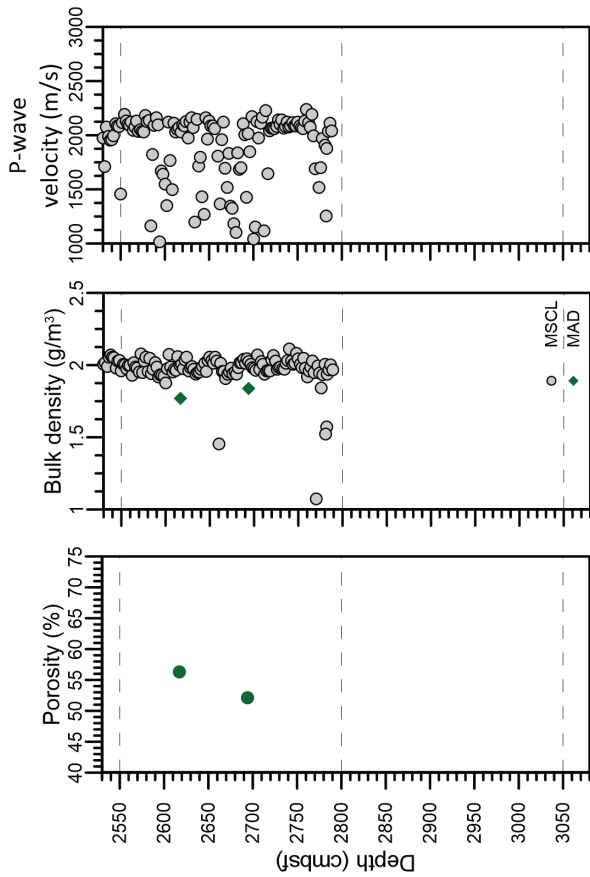 P-wave
velocity (m/s)
1000 1500 2000 2500 3000
Bulk density (g/m³)
1 1.5 2 2.5
MSCL
MAD
Porosity (%)
40 45 50 55 60 65 70 75
2550 2600 2650 2700 2750 2800 2850 2900 2950 3000 3050
Depth (cmbsf)